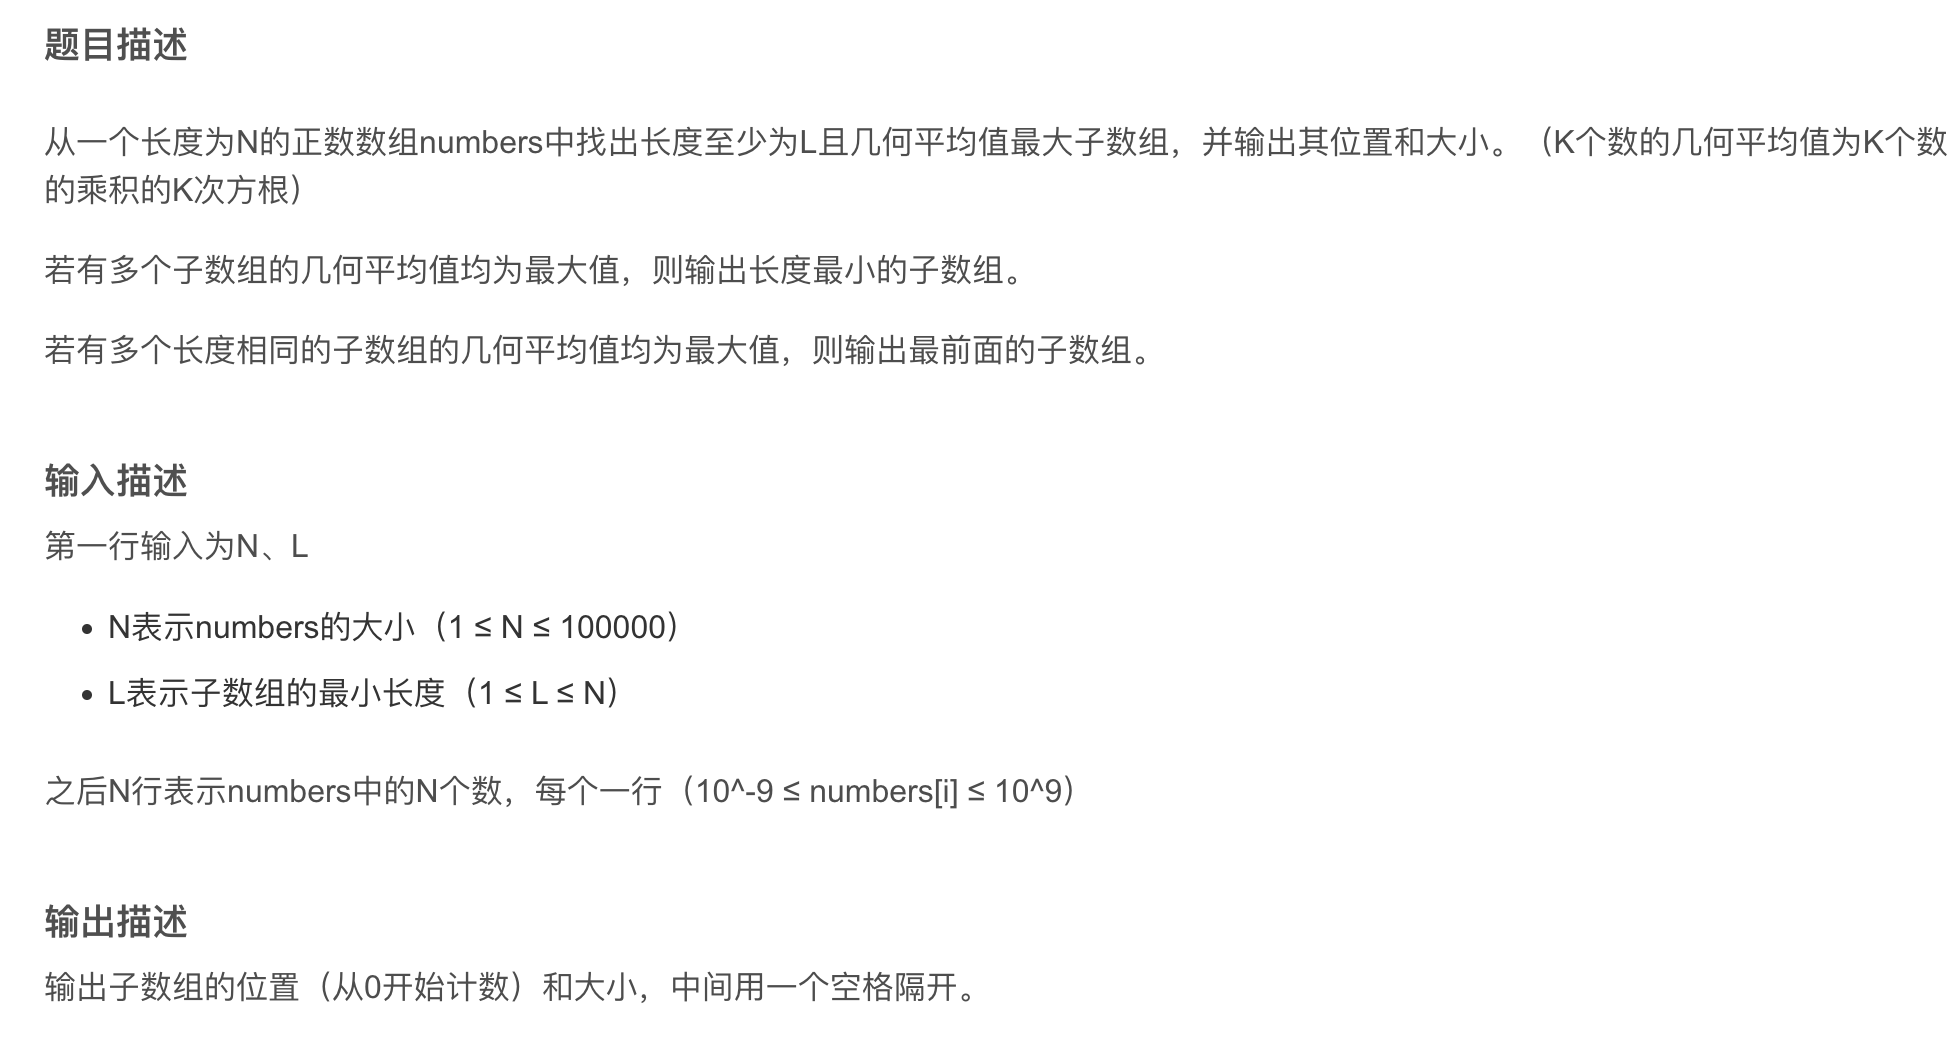 题目描述
从一个长度为N的正数数组numbers中找出长度至少为L且几何平均值最大子数组，并输出其位置和大小。（K个数的几何平均值为K个数
的乘积的K次方根）
若有多个子数组的几何平均值均为最大值，则输出长度最小的子数组。
若有多个长度相同的子数组的几何平均值均为最大值，则输出最前面的子数组。
输入描述
第一行输入为N、L
• N表示numbers的大小（1 ≤ N ≤ 100000）
• L表示子数组的最小长度（1 ≤ L ≤ N）
之后N行表示numbers中的N个数，每个一行（10^-9 ≤ numbers[i] ≤ 10^9）
输出描述
输出子数组的位置（从0开始计数）和大小，中间用一个空格隔开。